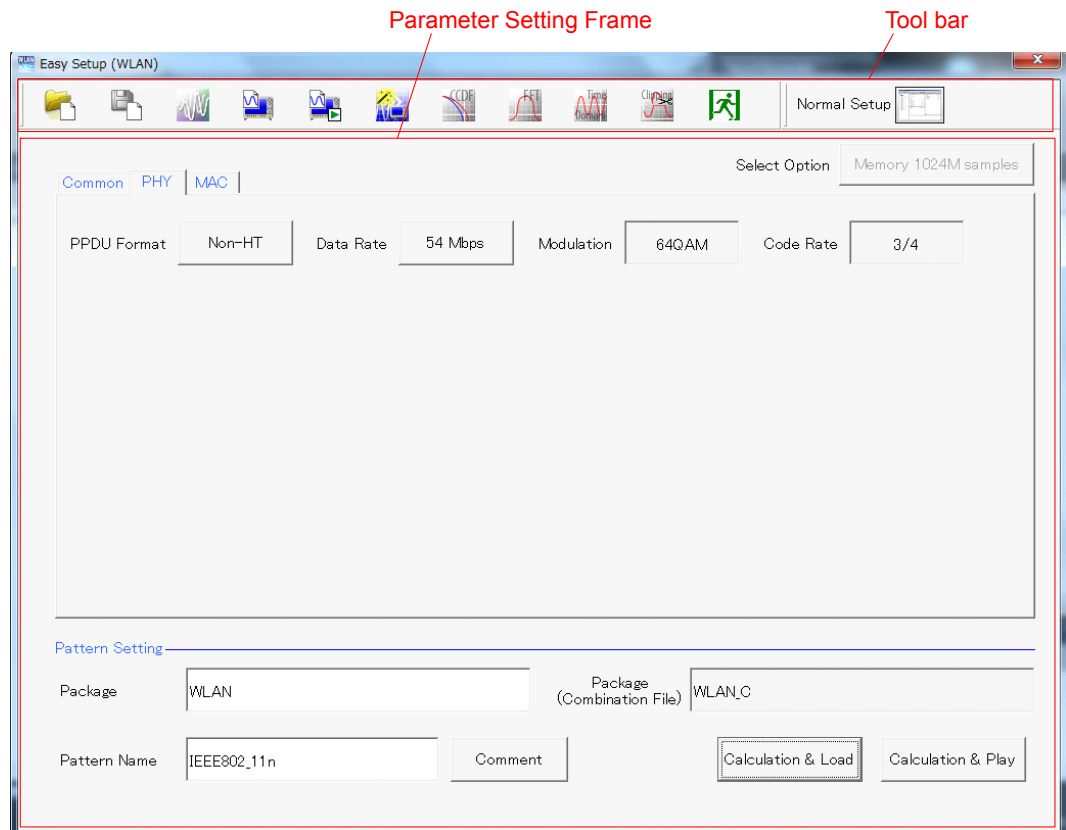 Parameter Setting Frame Tool bar
WLAN Easy Setup (WLAN) x
CCDF FFT Time Domain Clipping Normal Setup
Select Option Memory 1024M samples
Common PHY MAC
PPDU Format Non-HT Data Rate 54 Mbps Modulation 64QAM Code Rate 3/4
Pattern Setting
Package WLAN Package (Combination File) WLAN_C
Pattern Name IEEE802_11n Comment Calculation & Load Calculation & Play